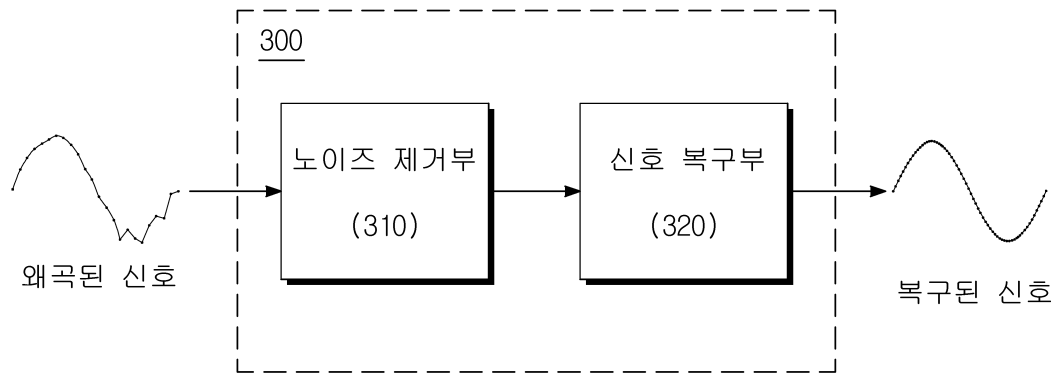 300
노이즈 제거부
(310)
신호 복구부
(320)
왜곡된 신호
복구된 신호